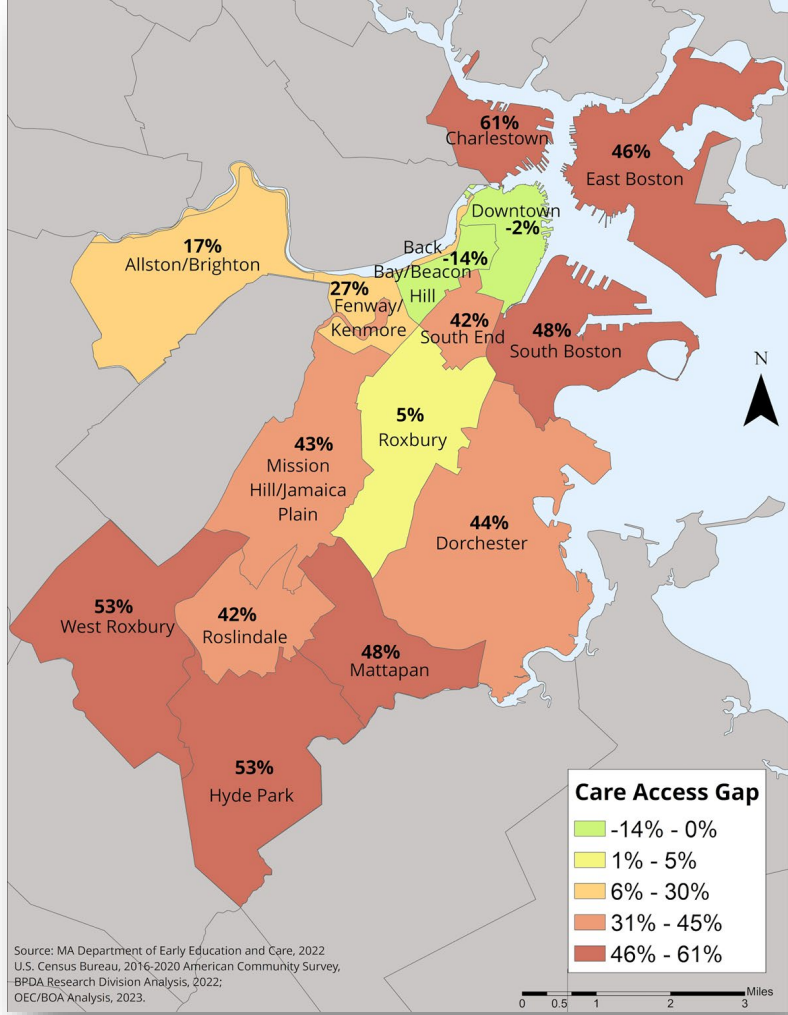 61%
Charlestown
46%
East Boston
Downtown
-2%
17%
Allston/Brighton
Back
Bay/Beacon
Hill
-14%
27%
Fenway/
Kenmore
42%
South End
48%
South Boston
N
5%
Roxbury
43%
Mission
Hill/Jamaica
Plain
44%
Dorchester
53%
West Roxbury
42%
Roslindale
48%
Mattapan
53%
Hyde Park
Care Access Gap
-14% - 0%
1% - 5%
6% - 30%
31% - 45%
46% - 61%
Source: MA Department of Early Education and Care, 2022
U.S. Census Bureau, 2016-2020 American Community Survey,
BPDA Research Division Analysis, 2022;
OEC/BOA Analysis, 2023.
Miles
0 0.5 1 2 3